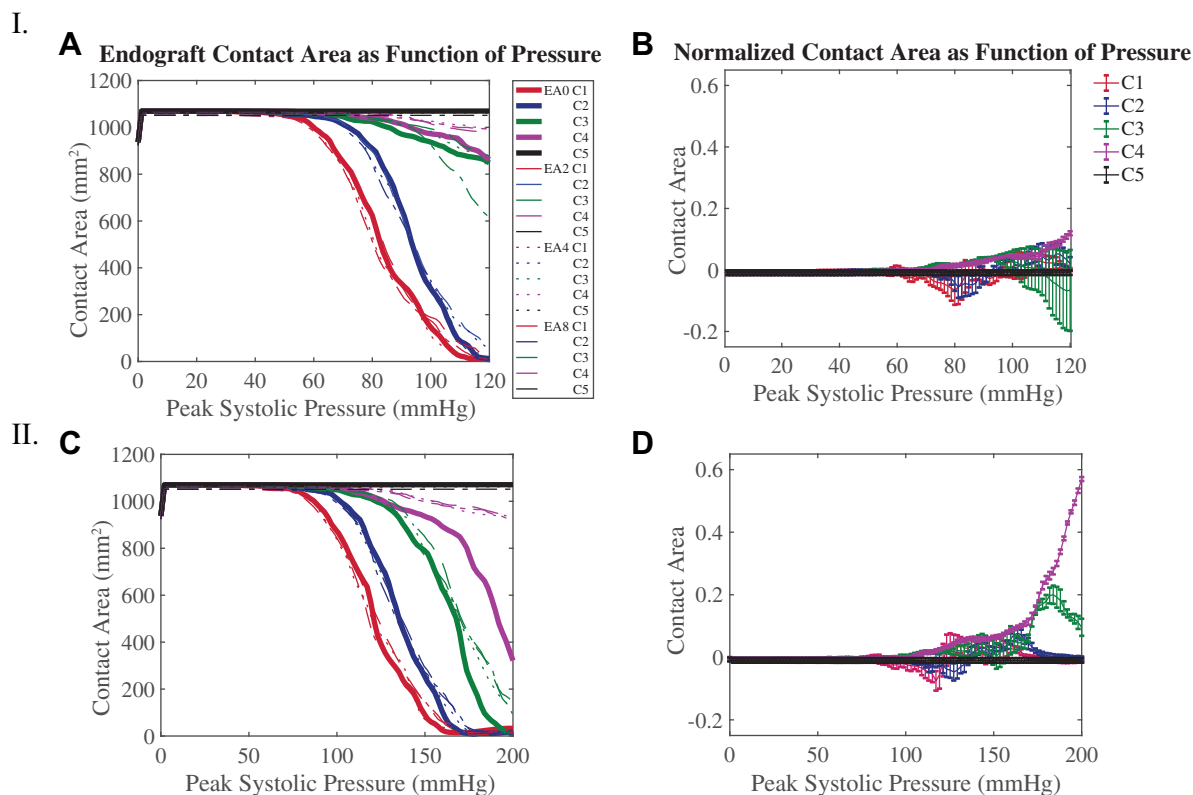 I.
A Endograft Contact Area as Function of Pressure
1200
1000
800
600
400
200
0
Contact Area (mm²)
0 20 40 60 80 100 120
Peak Systolic Pressure (mmHg)
EA0 C1
C2
C3
C4
C5
EA2 C1
C2
C3
C4
C5
EA4 C1
C2
C3
C4
C5
EA8 C1
C2
C3
C4
C5
B Normalized Contact Area as Function of Pressure
0.6
0.4
0.2
0
-0.2
Contact Area
0 20 40 60 80 100 120
Peak Systolic Pressure (mmHg)
C1
C2
C3
C4
C5
II.
C
1200
1000
800
600
400
200
0
Contact Area (mm²)
0 50 100 150 200
Peak Systolic Pressure (mmHg)
D
0.6
0.4
0.2
0
-0.2
Contact Area
0 50 100 150 200
Peak Systolic Pressure (mmHg)